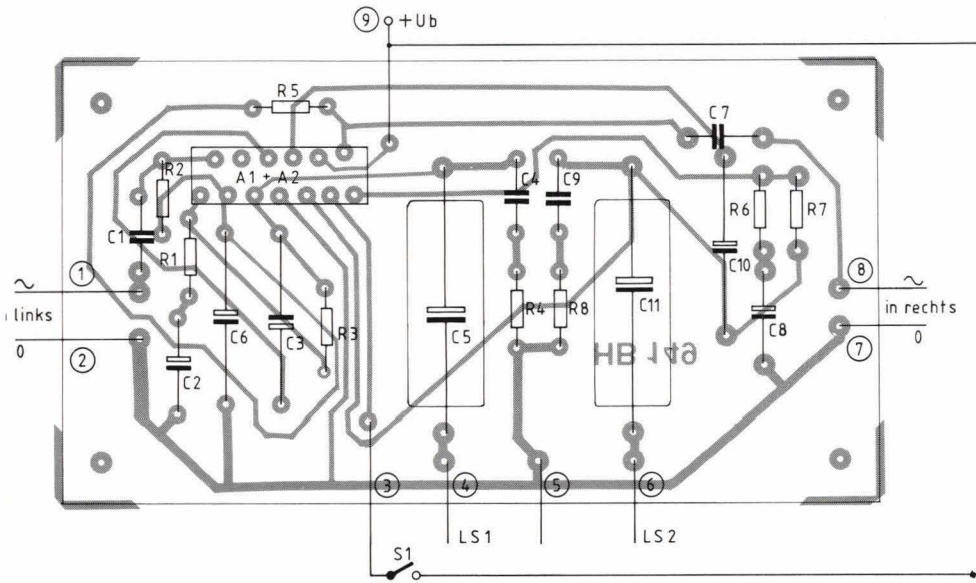 9 +Ub
R5
C7
A1 + A2
R2
C4
C9
R6
R7
C1
R1
C10
1
~
links
0
2
8
~
in rechts
0
7
C6
C3
R3
C5
R4
R8
C11
C8
C2
HB 149
3
4
5
6
LS1
LS2
S1